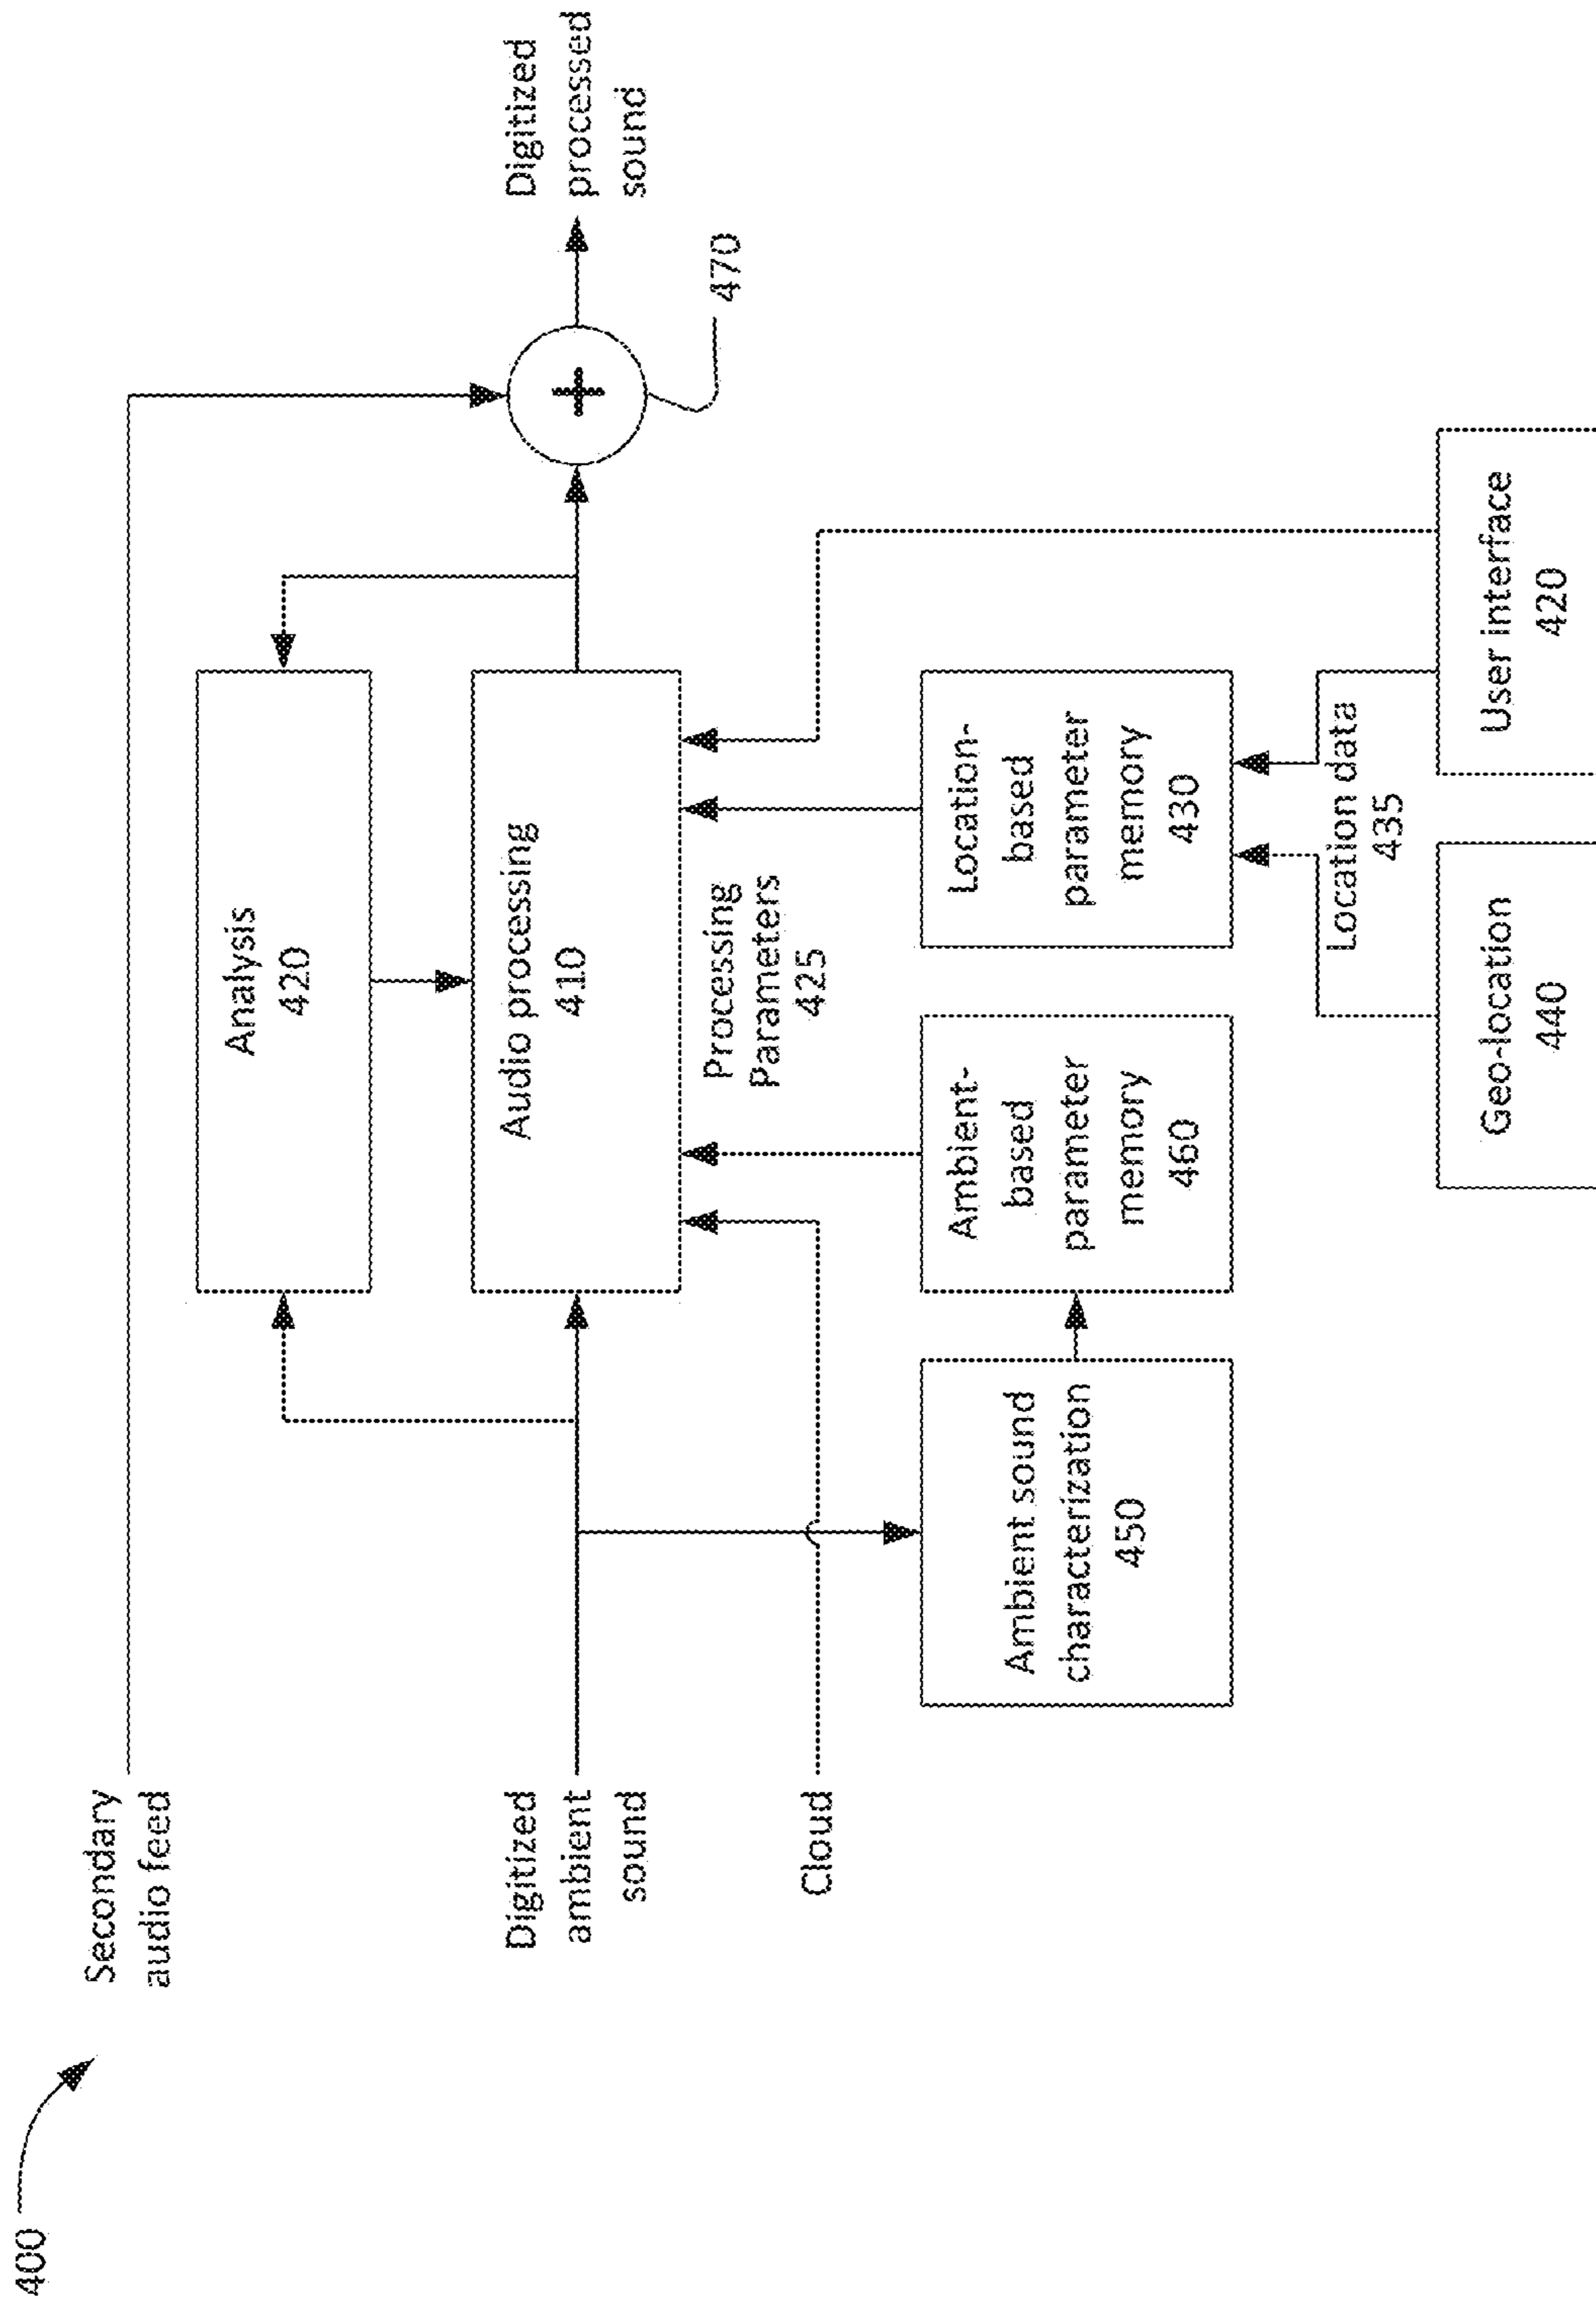 400
Secondary
audio feed
Digitized
ambient
sound
Cloud
Analysis
420
Audio processing
410
Processing
Parameters
425
Digitized
processed
sound
470
Ambient sound
characterization
450
Ambient-
based
parameter
memory
460
Location-
based
parameter
memory
430
Location data
435
Geo-location
440
User interface
420